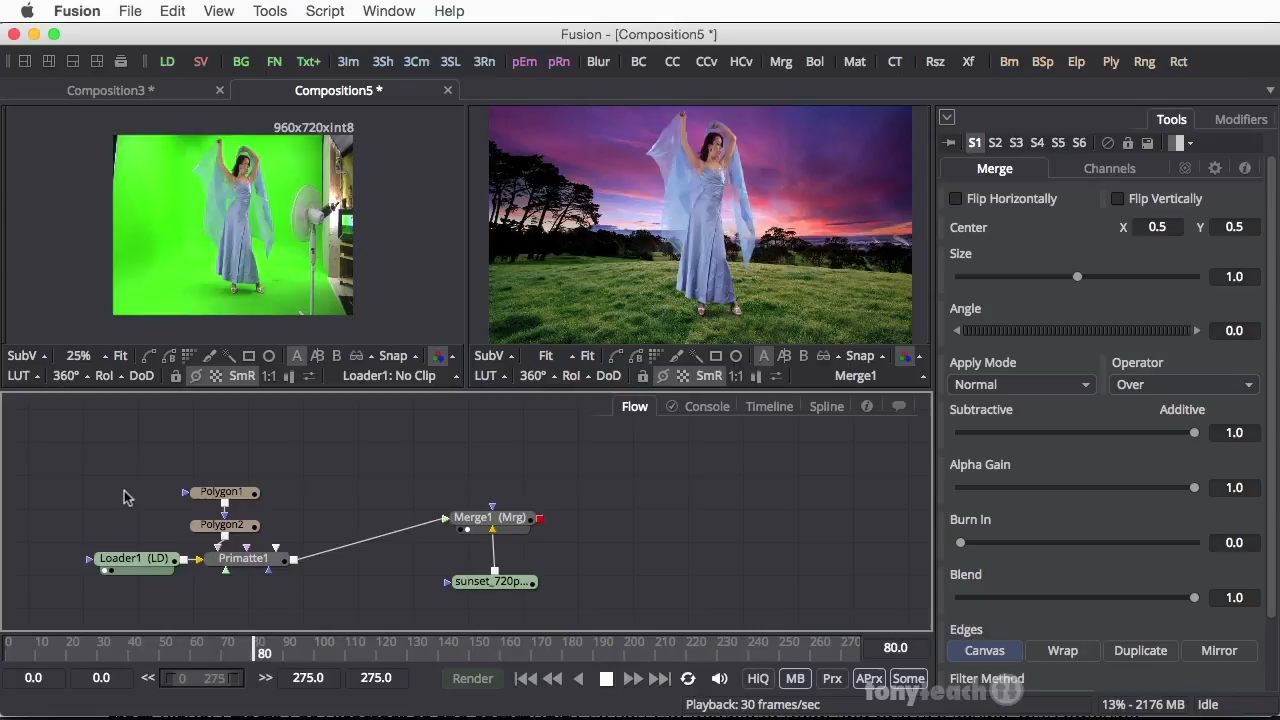 Fusion File Edit View Tools Script Window Help
Fusion - [Composition5 *]
LD SV BG FN Txt+ 3Im 3Sh 3Cm 3SL 3Rn pEm pRn Blur BC CC CCv HCv Mrg Bol Mat CT Rsz Xf Bm BSp Elp Ply Rng Rct
Composition3 * Composition5 *
960x720xint8
Tools Modifiers
S1 S2 S3 S4 S5 S6
Merge Channels
Flip Horizontally Flip Vertically
Center X 0.5 Y 0.5
Size
1.0
Angle
0.0
Apply Mode Operator
Normal Over
Subtractive Additive
1.0
Alpha Gain
1.0
Burn In
0.0
Blend
1.0
Edges
Canvas Wrap Duplicate Mirror
Filter Method
SubV 25% Fit A B Snap
LUT 360° RoI DoD SmR 1:1 Loader1: No Clip
SubV Fit Fit A B Snap
LUT 360° RoI DoD SmR 1:1 Merge1
Flow Console Timeline Spline
Polygon1
Polygon2
Loader1 (LD) Primatte1
Merge1 (Mrg)
sunset_720p...
0 10 20 30 40 50 60 70 80 90 100 110 120 130 140 150 160 170 180 190 200 210 220 230 240 250 260 270
80
80.0
0.0 0.0 << 0 275 >> 275.0 275.0 Render HiQ MB Prx APrx Some
tonyteach
Playback: 30 frames/sec 13% - 2176 MB Idle